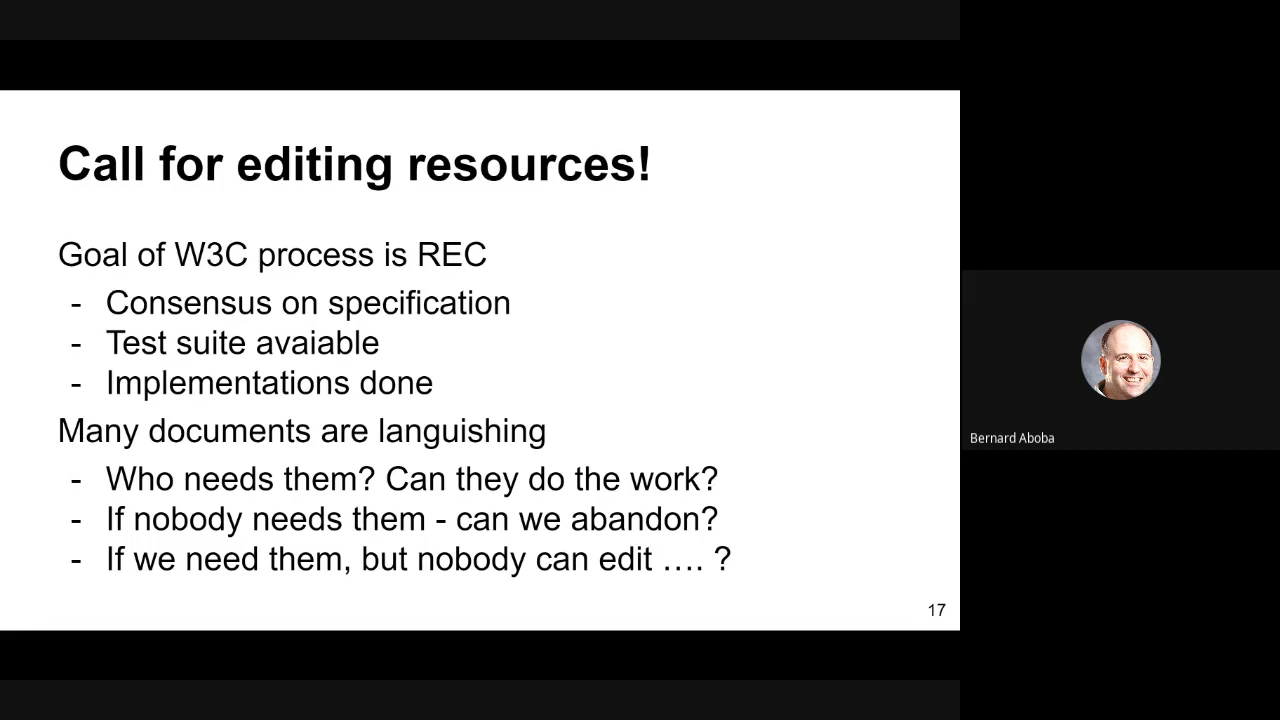 Call for editing resources!
Goal of W3C process is REC
- Consensus on specification
- Test suite avaiable
- Implementations done
Many documents are languishing
- Who needs them? Can they do the work?
- If nobody needs them - can we abandon?
- If we need them, but nobody can edit …. ?
17
Bernard Aboba